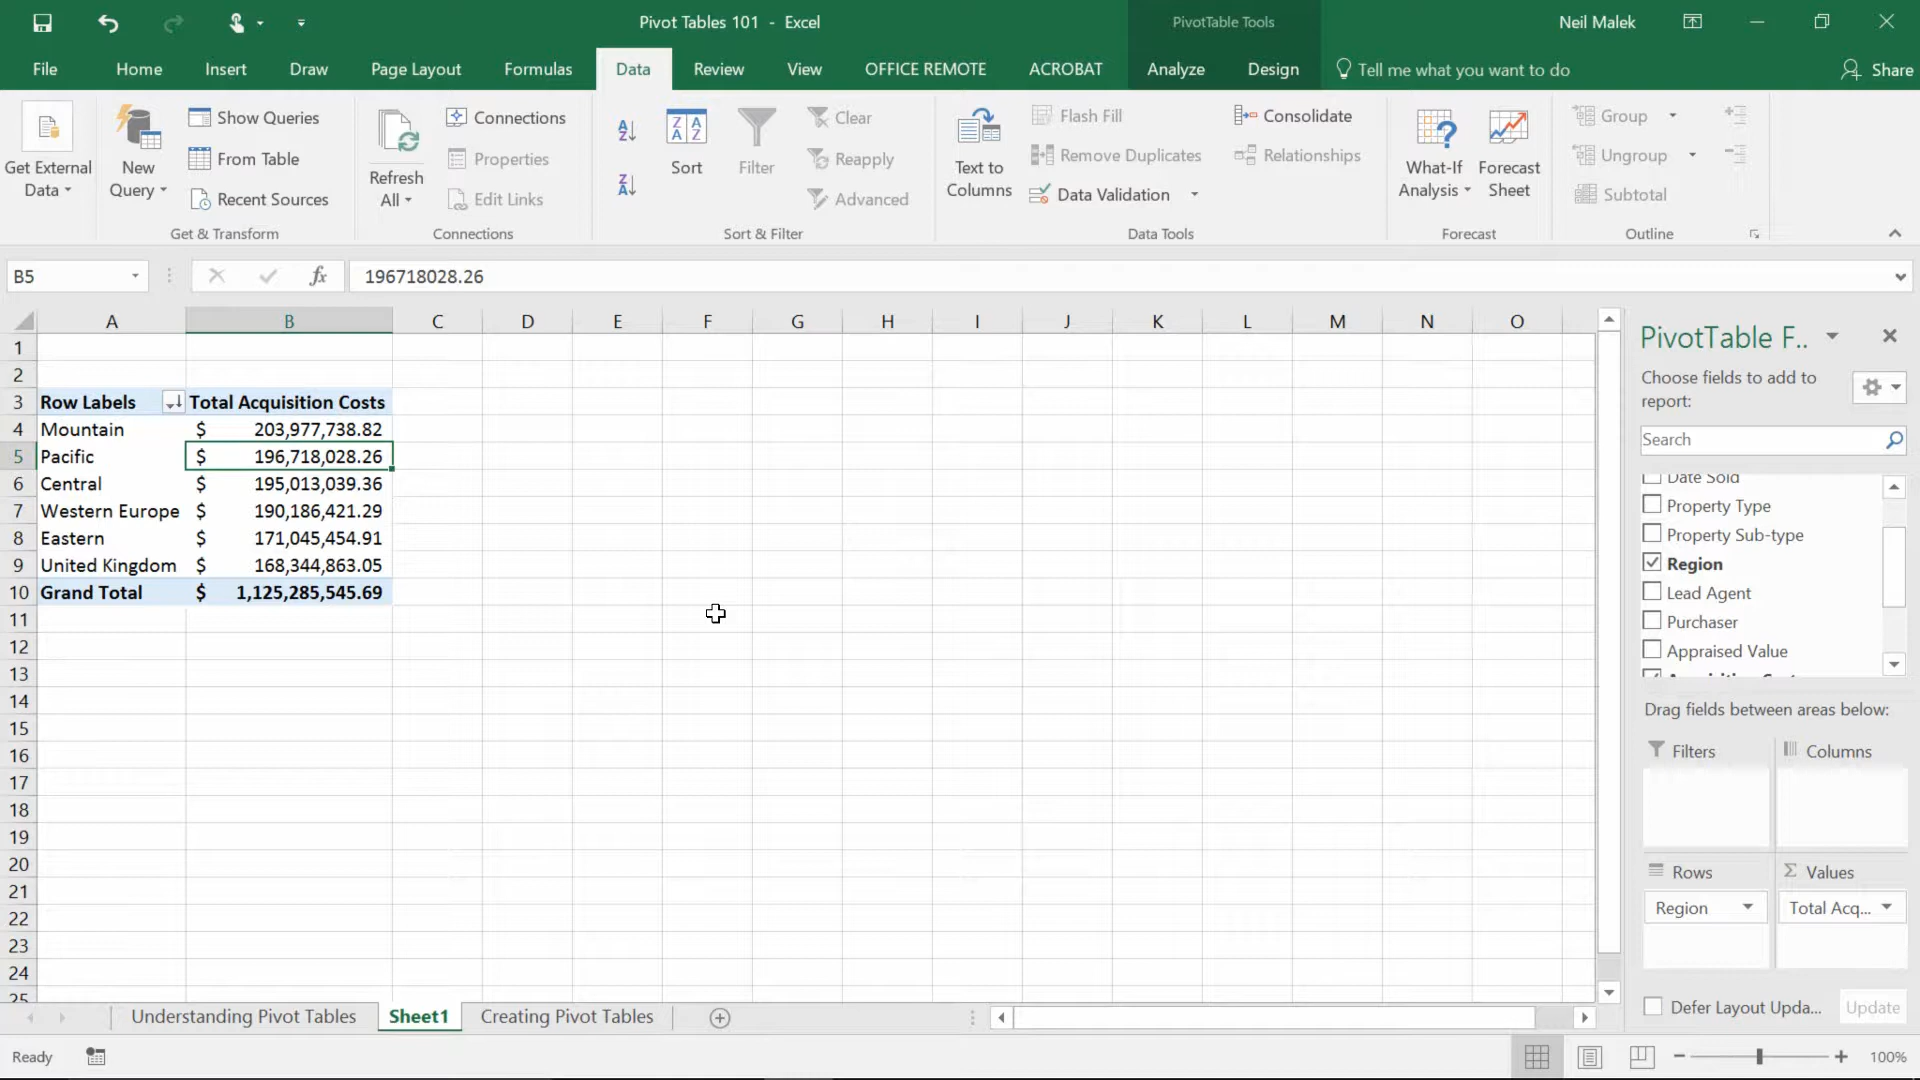 Pivot Tables 101 - Excel
PivotTable Tools
Neil Malek
File Home Insert Draw Page Layout Formulas Data Review View OFFICE REMOTE ACROBAT Analyze Design Tell me what you want to do Share
Get External Data
New Query
Show Queries
From Table
Recent Sources
Get & Transform
Refresh All
Connections
Properties
Edit Links
Connections
Sort
Filter
Clear
Reapply
Advanced
Sort & Filter
Text to Columns
Flash Fill
Remove Duplicates
Data Validation
Consolidate
Relationships
Data Tools
What-If Analysis
Forecast Sheet
Forecast
Group
Ungroup
Subtotal
Outline
B5 fx 196718028.26
A B C D E F G H I J K L M N O
1
2
3 Row Labels Total Acquisition Costs
4 Mountain $ 203,977,738.82
5 Pacific $ 196,718,028.26
6 Central $ 195,013,039.36
7 Western Europe $ 190,186,421.29
8 Eastern $ 171,045,454.91
9 United Kingdom $ 168,344,863.05
10 Grand Total $ 1,125,285,545.69
11
12
13
14
15
16
17
18
19
20
21
22
23
24
25
PivotTable F..
Choose fields to add to
report:
Search
Date Sold
Property Type
Property Sub-type
Region
Lead Agent
Purchaser
Appraised Value
Drag fields between areas below:
Filters Columns
Rows Values
Region Total Acq...
Defer Layout Upda... Update
Understanding Pivot Tables Sheet1 Creating Pivot Tables
Ready 100%